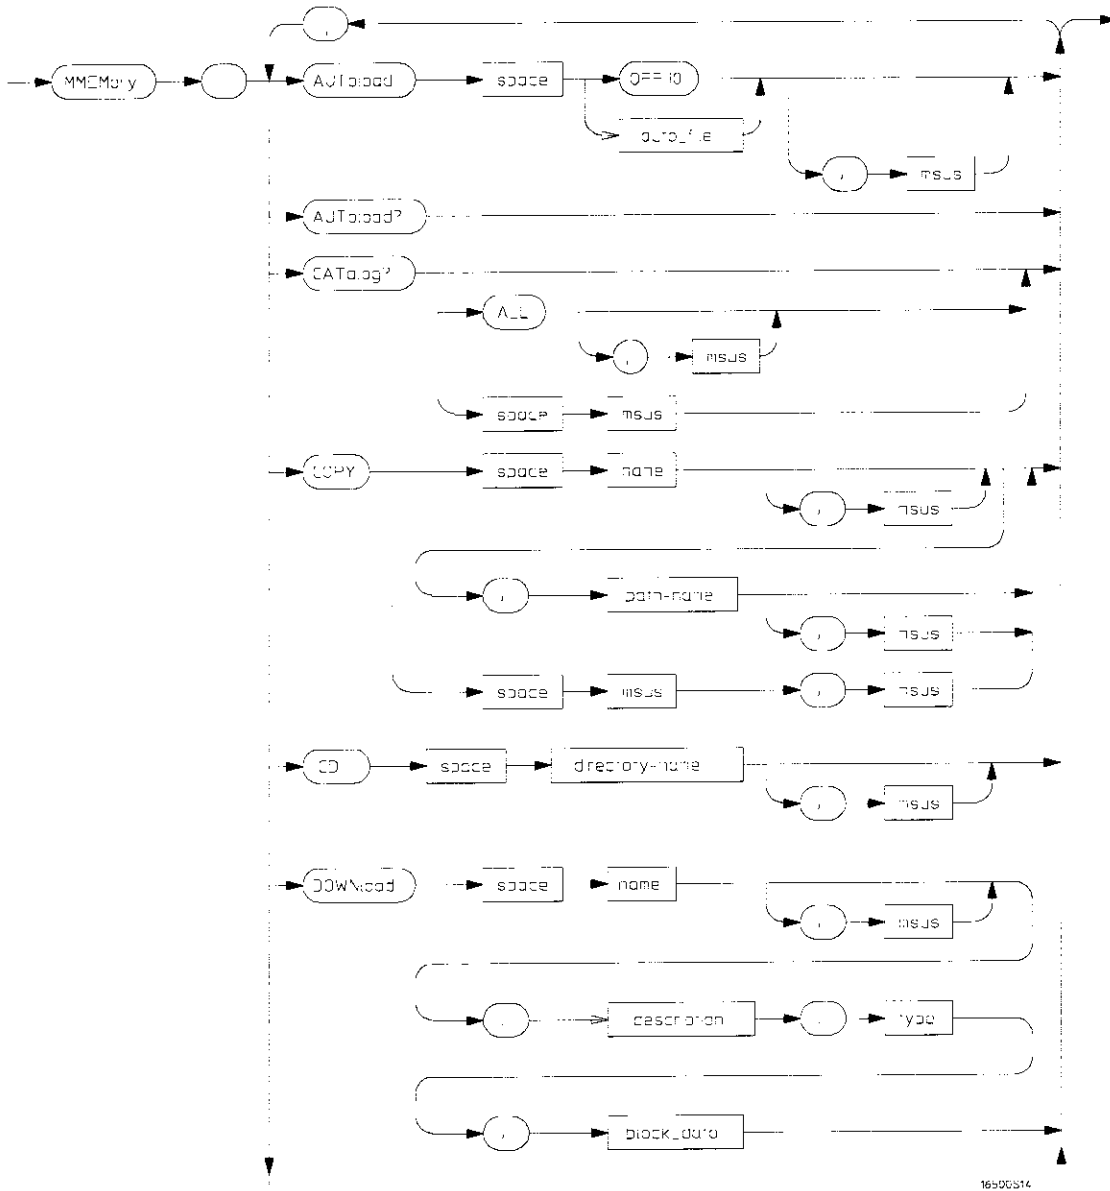 ,
MMEMory AUToload space OFF|0
auto_file
, msus
AUToload?
CATalog?
ALL
, msus
space msus
COPY space name
, msus
, path-name
, msus
space msus , msus
CD space directory-name
, msus
DOWNload space name
, msus
, description , type
, block_data
16500S14